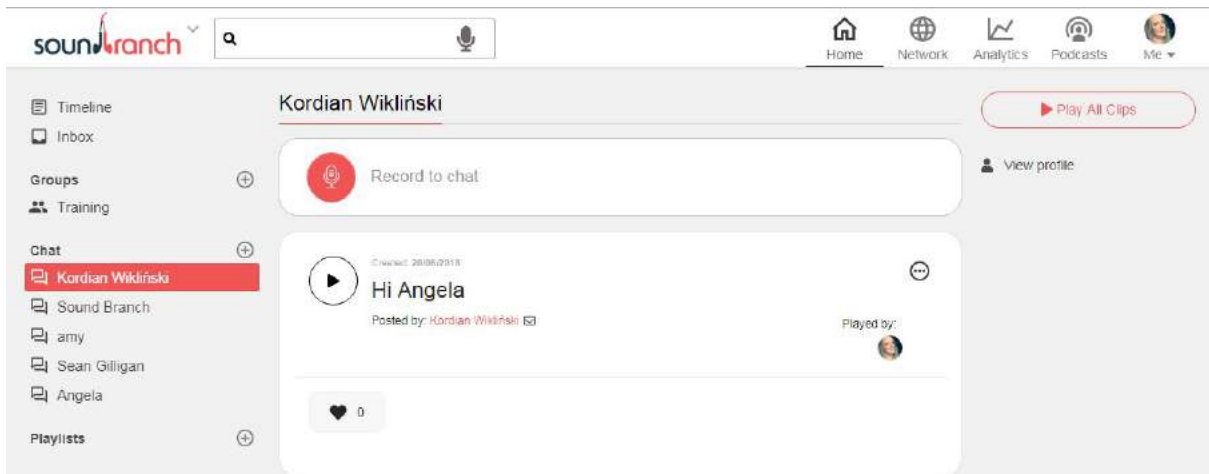 soundbranch
Home
Network
Analytics
Podcasts
Me
Timeline
Inbox
Groups
Training
Chat
Kordian Wikliński
Sound Branch
amy
Sean Gilligan
Angela
Playlists
Kordian Wikliński
Record to chat
Created: 28/08/2018
Hi Angela
Posted by: Kordian Wikliński
Played by:
0
Play All Clips
View profile